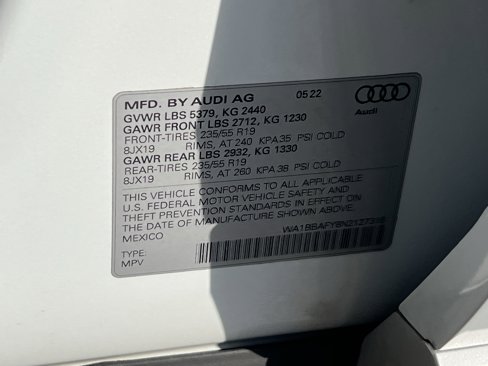 MFD. BY AUDI AG 05.22
GVWR LBS 5379, KG 2440
GAWR FRONT LBS 2712, KG 1230
FRONT-TIRES 235/55 R19
8JX19 RIMS, AT 240 KPA 35 PSI COLD
GAWR REAR LBS 2932, KG 1330
REAR-TIRES 235/55 R19
8JX19 RIMS, AT 260 KPA 38 PSI COLD
THIS VEHICLE CONFORMS TO ALL APPLICABLE
U.S. FEDERAL MOTOR VEHICLE SAFETY AND
THEFT PREVENTION STANDARDS IN EFFECT ON
THE DATE OF MANUFACTURE SHOWN ABOVE.
MEXICO
TYPE:
MPV
Audi